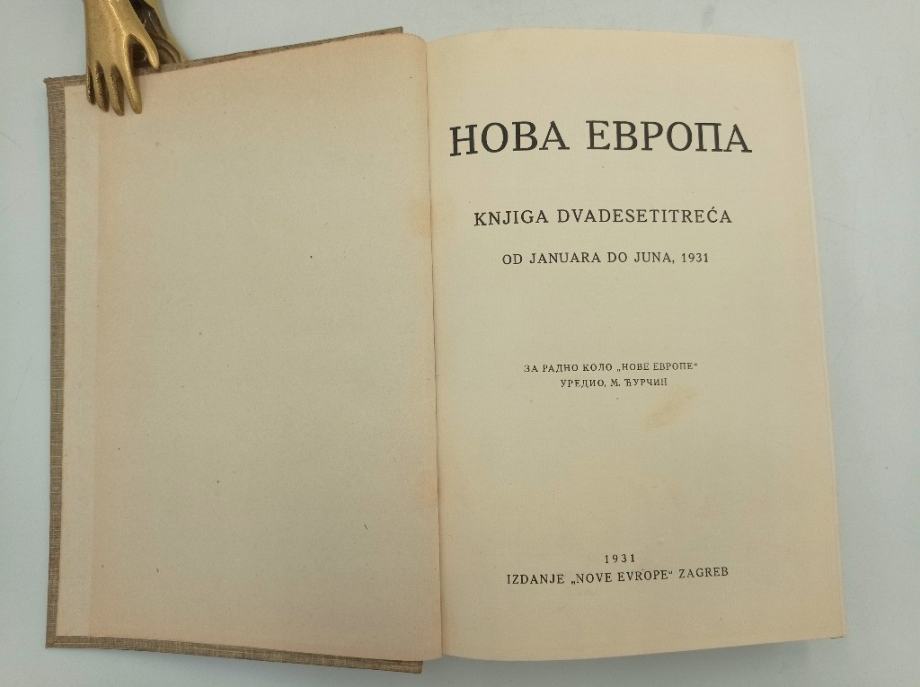 НОВА ЕВРОПА
KNJIGA DVADESETITREĆA
OD JANUARA DO JUNA, 1931
ЗА РАДНО КОЛО „НОВЕ ЕВРОПЕ“
УРЕДИО, М. ЋУРЧИН
1931
IZDANJE „NOVE EVROPE“ ZAGREB